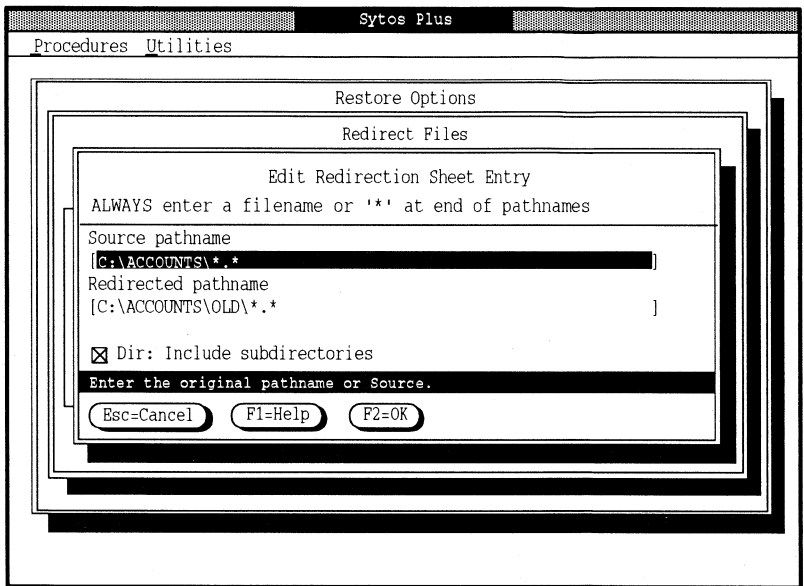 Sytos Plus
Procedures Utilities
Restore Options
Redirect Files
Edit Redirection Sheet Entry
ALWAYS enter a filename or '*' at end of pathnames
Source pathname
[C:\ACCOUNTS\*.* ]
Redirected pathname
[C:\ACCOUNTS\OLD\*.* ]
Dir: Include subdirectories
Enter the original pathname or Source.
Esc=Cancel F1=Help F2=OK